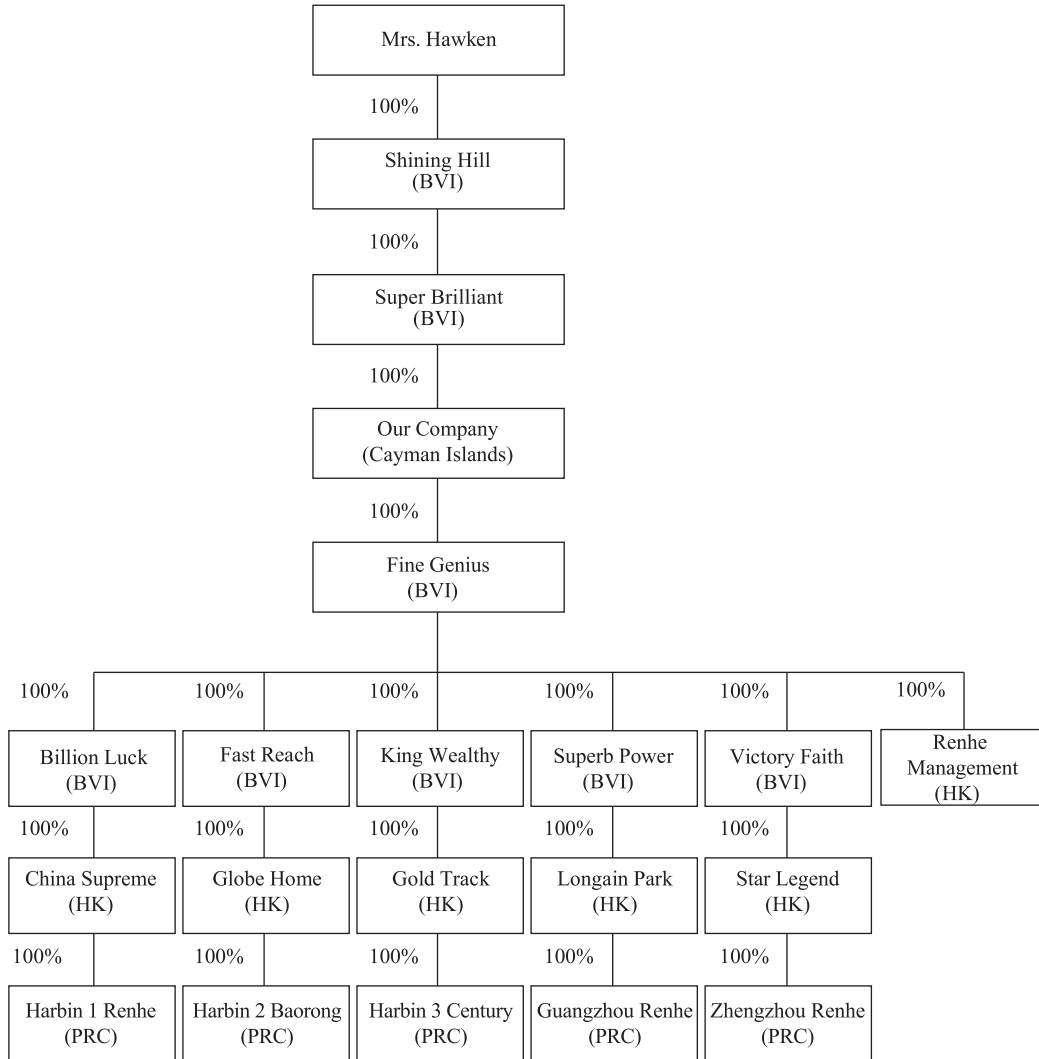 Mrs. Hawken
100%
Shining Hill
(BVI)
100%
Super Brilliant
(BVI)
100%
Our Company
(Cayman Islands)
100%
Fine Genius
(BVI)
100%
100%
100%
100%
100%
100%
Billion Luck
(BVI)
Fast Reach
(BVI)
King Wealthy
(BVI)
Superb Power
(BVI)
Victory Faith
(BVI)
Renhe
Management
(HK)
100%
100%
100%
100%
100%
China Supreme
(HK)
Globe Home
(HK)
Gold Track
(HK)
Longain Park
(HK)
Star Legend
(HK)
100%
100%
100%
100%
100%
Harbin 1 Renhe
(PRC)
Harbin 2 Baorong
(PRC)
Harbin 3 Century
(PRC)
Guangzhou Renhe
(PRC)
Zhengzhou Renhe
(PRC)